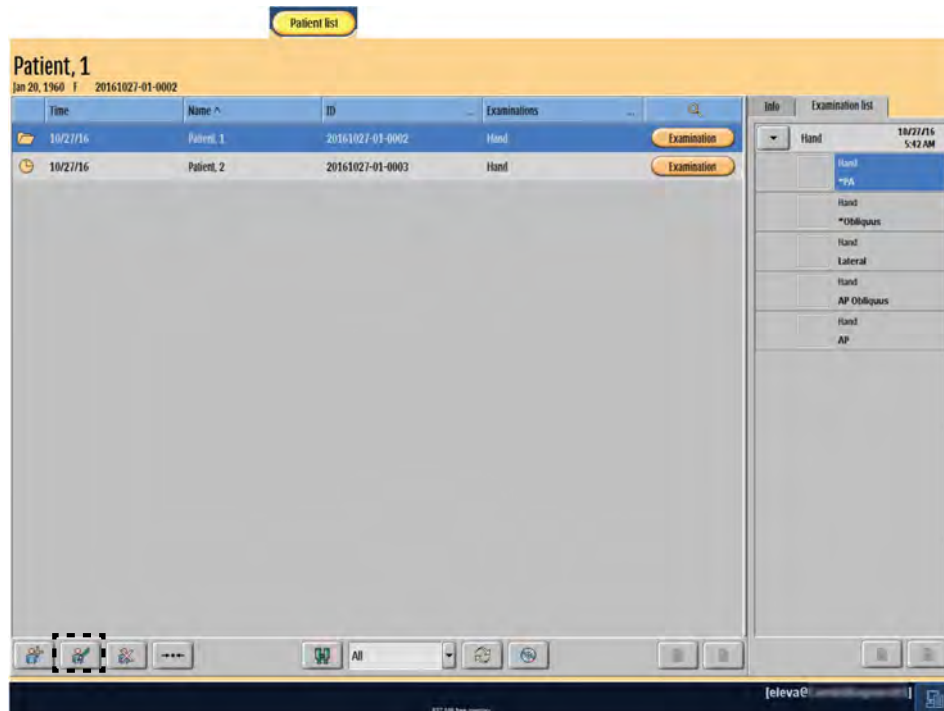 Patient list
Patient, 1
Jan 20, 1960 F 20161027-01-0002
Time Name ^ ID ... Examinations ...
10/27/16 Patient, 1 20161027-01-0002 Hand Examination
10/27/16 Patient, 2 20161027-01-0003 Hand Examination
Info Examination list
Hand 10/27/16
5:42 AM
Hand
*PA
Hand
*Obliquus
Hand
Lateral
Hand
AP Obliquus
Hand
AP
All
[eleva@ ]